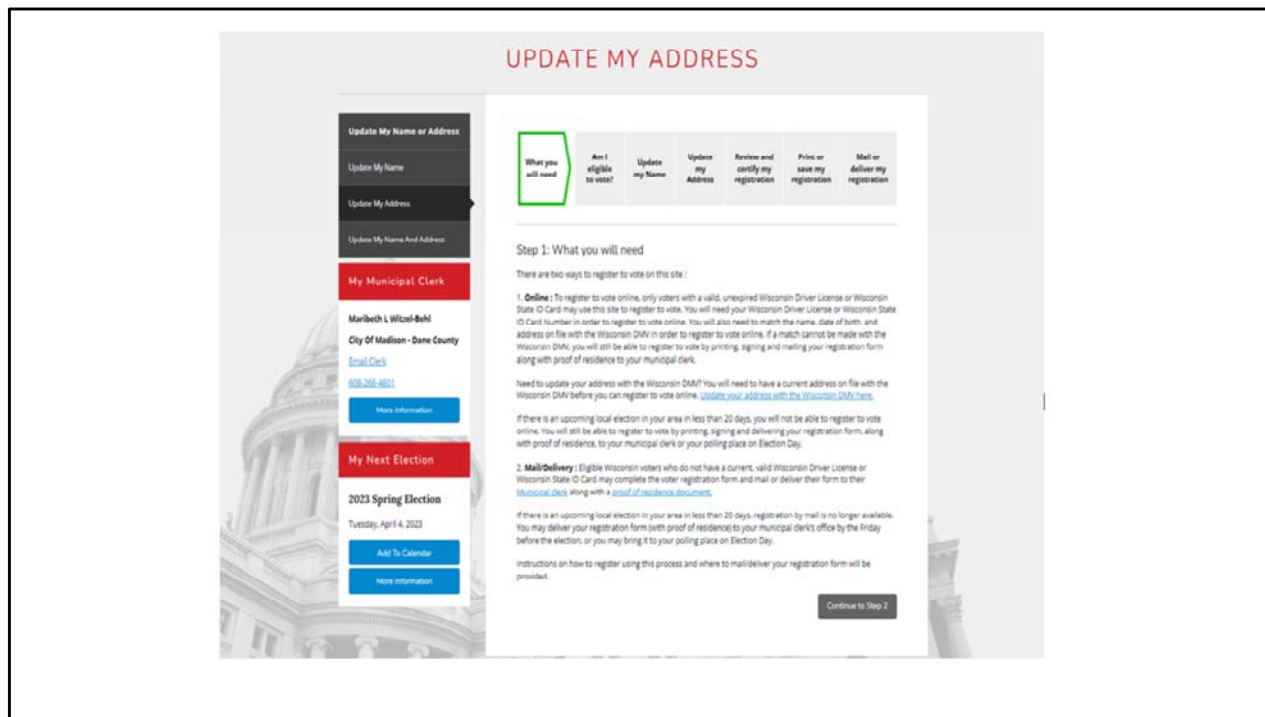 UPDATE MY ADDRESS
Update My Name or Address
Update My Name
Update My Address
Update My Name And Address
My Municipal Clerk
Maribeth L Witzel-Behl
City Of Madison - Dane County
Email Clerk
608-266-4601
More Information
My Next Election
2023 Spring Election
Tuesday, April 4, 2023
Add To Calendar
More Information
What you
will need
Am I
eligible
to vote?
Update
my Name
Update
my
Address
Review and
certify my
registration
Print or
save my
registration
Mail or
deliver my
registration
Step 1: What you will need
There are two ways to register to vote on this site :
1. Online : To register to vote online, only voters with a valid, unexpired Wisconsin Driver License or Wisconsin
State ID Card may use this site to register to vote. You will need your Wisconsin Driver License or Wisconsin State
ID Card Number in order to register to vote online. You will also need to match the name, date of birth, and
address on file with the Wisconsin DMV in order to register to vote online. If a match cannot be made with the
Wisconsin DMV, you will still be able to register to vote by printing, signing and mailing your registration form
along with proof of residence to your municipal clerk.
Need to update your address with the Wisconsin DMV? You will need to have a current address on file with the
Wisconsin DMV before you can register to vote online. Update your address with the Wisconsin DMV here.
If there is an upcoming local election in your area in less than 20 days, you will not be able to register to vote
online. You will still be able to register to vote by printing, signing and delivering your registration form, along
with proof of residence, to your municipal clerk or your polling place on Election Day.
2. Mail/Delivery : Eligible Wisconsin voters who do not have a current, valid Wisconsin Driver License or
Wisconsin State ID Card may complete the voter registration form and mail or deliver their form to their
Municipal clerk along with a proof of residence document.
If there is an upcoming local election in your area in less than 20 days, registration by mail is no longer available.
You may deliver your registration form (with proof of residence) to your municipal clerk's office by the Friday
before the election, or you may bring it to your polling place on Election Day.
Instructions on how to register using this process and where to mail/deliver your registration form will be
provided.
Continue to Step 2